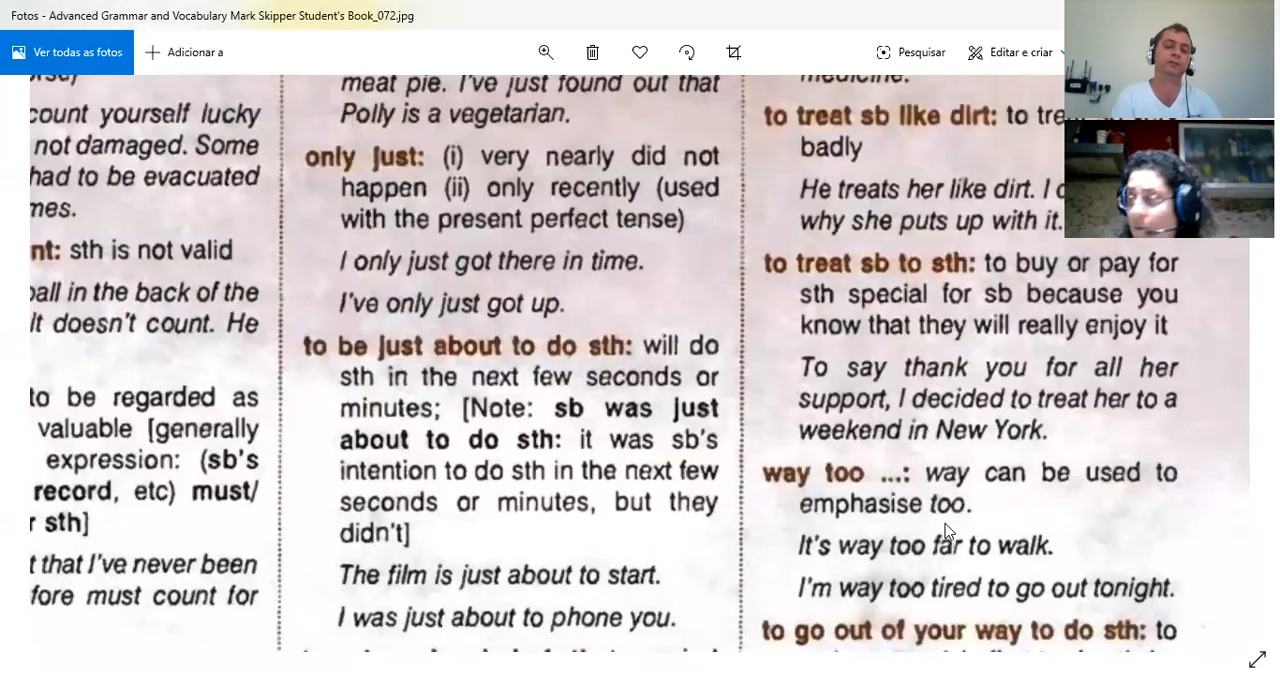 Fotos - Advanced Grammar and Vocabulary Mark Skipper Student's Book_072.jpg
Ver todas as fotos
Adicionar a
Pesquisar
Editar e criar
count yourself lucky
not damaged. Some
had to be evacuated
nt: sth is not valid
ball in the back of the
It doesn't count. He
to be regarded as
valuable [generally
expression: (sb's
record, etc) must/
r sth]
t that I've never been
fore must count for
meat pie. I've just found out that
Polly is a vegetarian.
only just: (i) very nearly did not
happen (ii) only recently (used
with the present perfect tense)
I only just got there in time.
I've only just got up.
to be just about to do sth: will do
sth in the next few seconds or
minutes; [Note: sb was just
about to do sth: it was sb's
intention to do sth in the next few
seconds or minutes, but they
didn't]
The film is just about to start.
I was just about to phone you.
medicine.
to treat sb like dirt: to
badly
He treats her like dirt. I
why she puts up with it.
to treat sb to sth: to buy or pay for
sth special for sb because you
know that they will really enjoy it
To say thank you for all her
support, I decided to treat her to a
weekend in New York.
way too ...: way can be used to
emphasise too.
It's way too far to walk.
I'm way too tired to go out tonight.
to go out of your way to do sth: to